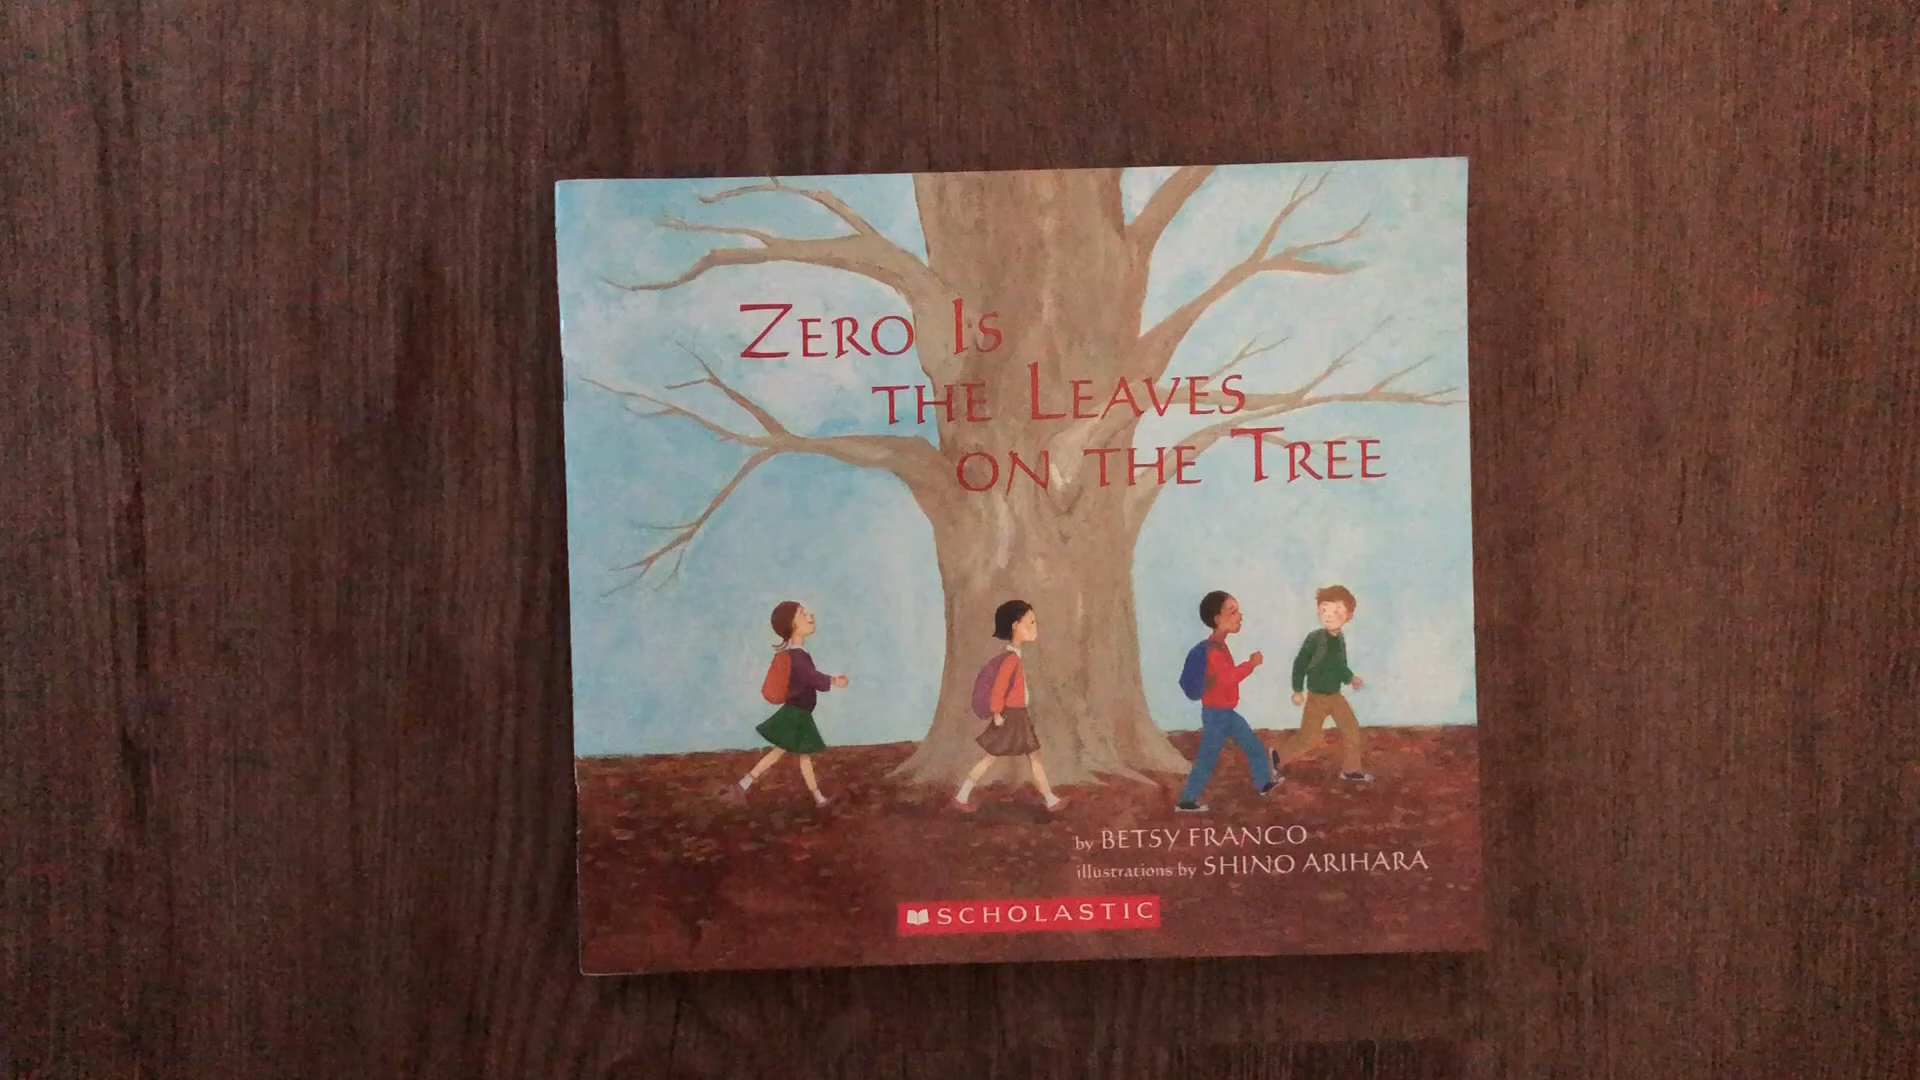 ZERO IS
THE LEAVES
ON THE TREE
by BETSY FRANCO
illustrations by SHINO ARIHARA
SCHOLASTIC